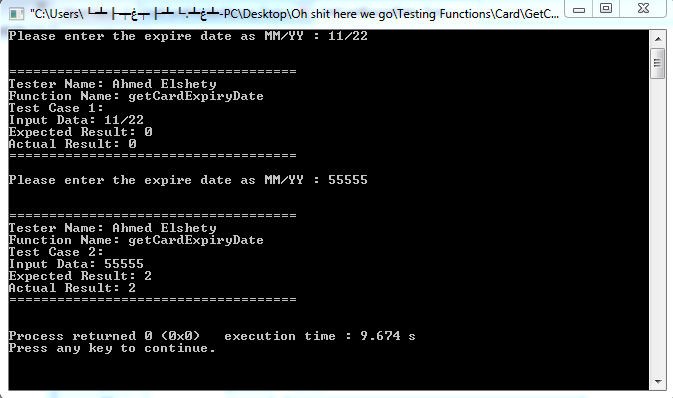 "C:\Users\ -PC\Desktop\Oh shit here we go\Testing Functions\Card\GetC...
Please enter the expire date as MM/YY : 11/22
====================================
Tester Name: Ahmed Elshety
Function Name: getCardExpiryDate
Test Case 1:
Input Data: 11/22
Expected Result: 0
Actual Result: 0
====================================
Please enter the expire date as MM/YY : 55555
====================================
Tester Name: Ahmed Elshety
Function Name: getCardExpiryDate
Test Case 2:
Input Data: 55555
Expected Result: 2
Actual Result: 2
====================================
Process returned 0 (0x0)   execution time : 9.674 s
Press any key to continue.